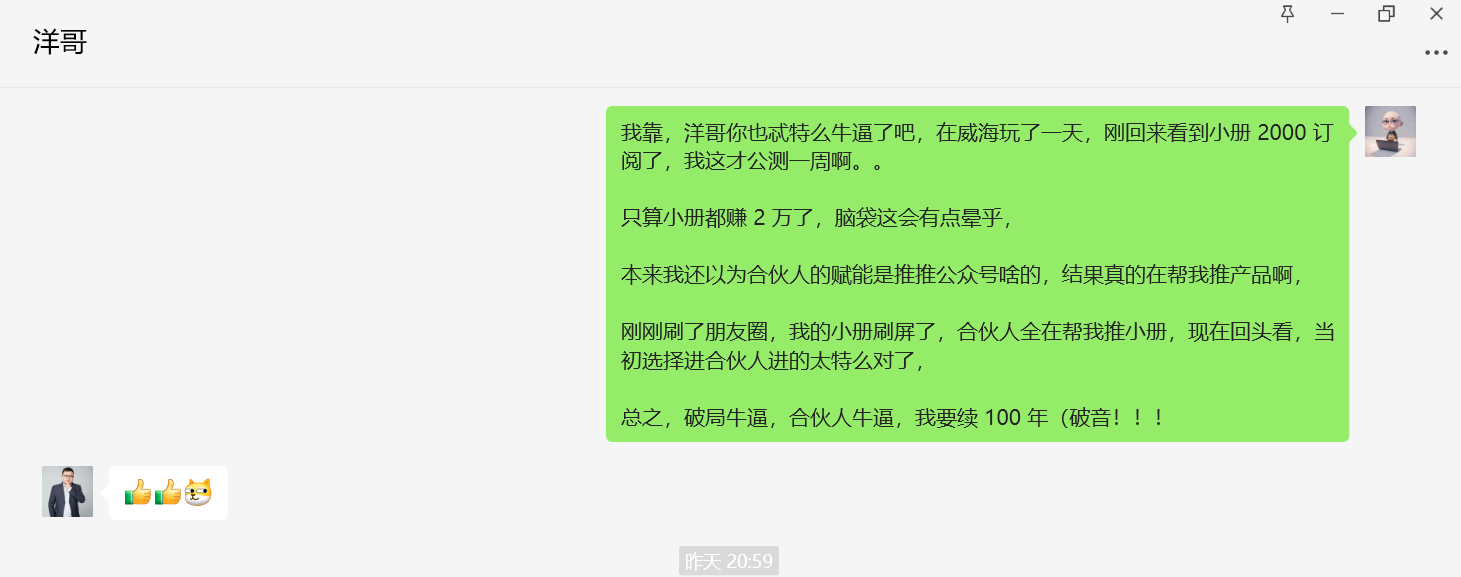 洋哥
我靠，洋哥你也忒特么牛逼了吧，在威海玩了一天，刚回来看到小册 2000 订
阅了，我这才公测一周啊。。
只算小册都赚 2 万了，脑袋这会有点晕乎，
本来我还以为合伙人的赋能是推推公众号啥的，结果真的在帮我推产品啊，
刚刚刷了朋友圈，我的小册刷屏了，合伙人全在帮我推小册，现在回头看，当
初选择进合伙人进的太特么对了，
总之，破局牛逼，合伙人牛逼，我要续 100 年（破音！！！
昨天 20:59